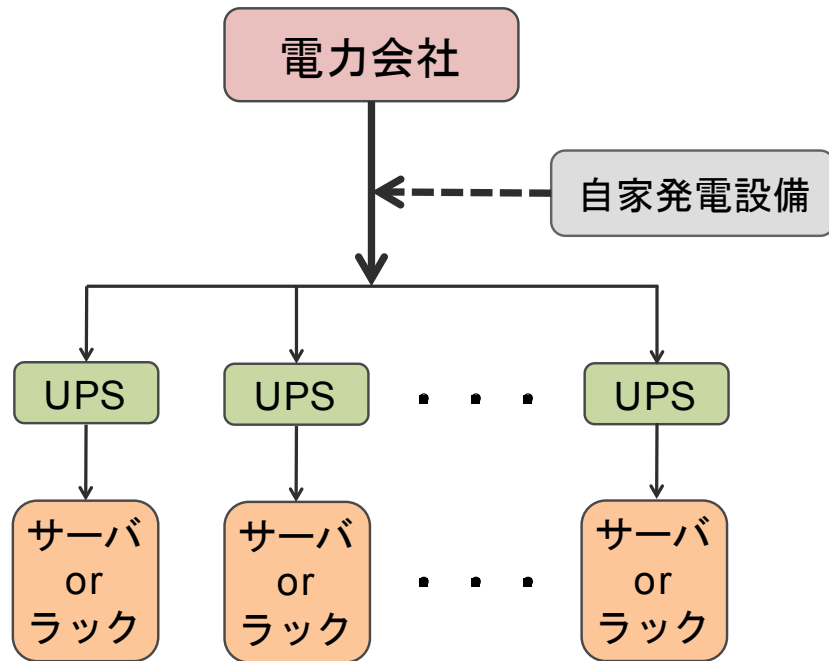 電力会社
自家発電設備
UPS
UPS
・・・
UPS
サーバ
or
ラック
サーバ
or
ラック
・・・
サーバ
or
ラック